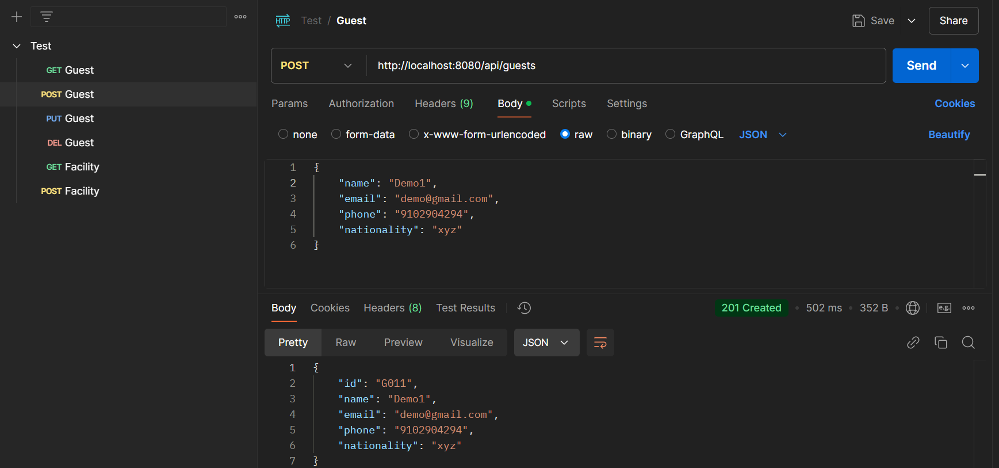 Test
GET Guest
POST Guest
PUT Guest
DEL Guest
GET Facility
POST Facility
HTTP Test / Guest
Save
Share
POST http://localhost:8080/api/guests
Send
Params Authorization Headers (9) Body Scripts Settings Cookies
none form-data x-www-form-urlencoded raw binary GraphQL JSON Beautify
1 {
2 "name": "Demo1",
3 "email": "demo@gmail.com",
4 "phone": "9102904294",
5 "nationality": "xyz"
6 }
Body Cookies Headers (8) Test Results 201 Created • 502 ms • 352 B • e.g.
Pretty Raw Preview Visualize JSON
1 {
2 "id": "G011",
3 "name": "Demo1",
4 "email": "demo@gmail.com",
5 "phone": "9102904294",
6 "nationality": "xyz"
7 }